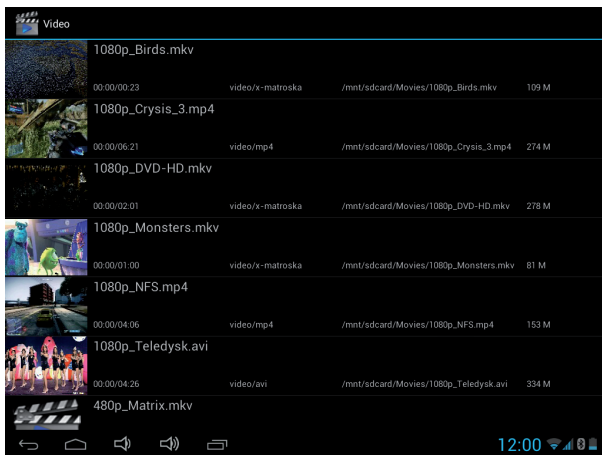 Video
1080p_Birds.mkv
00:00/00:23 video/x-matroska /mnt/sdcard/Movies/1080p_Birds.mkv 109 M
1080p_Crysis_3.mp4
00:00/06:21 video/mp4 /mnt/sdcard/Movies/1080p_Crysis_3.mp4 274 M
1080p_DVD-HD.mkv
00:00/02:01 video/x-matroska /mnt/sdcard/Movies/1080p_DVD-HD.mkv 278 M
1080p_Monsters.mkv
00:00/01:00 video/x-matroska /mnt/sdcard/Movies/1080p_Monsters.mkv 81 M
1080p_NFS.mp4
00:00/04:06 video/mp4 /mnt/sdcard/Movies/1080p_NFS.mp4 153 M
1080p_Teledysk.avi
00:00/04:26 video/avi /mnt/sdcard/Movies/1080p_Teledysk.avi 334 M
480p_Matrix.mkv
12:00